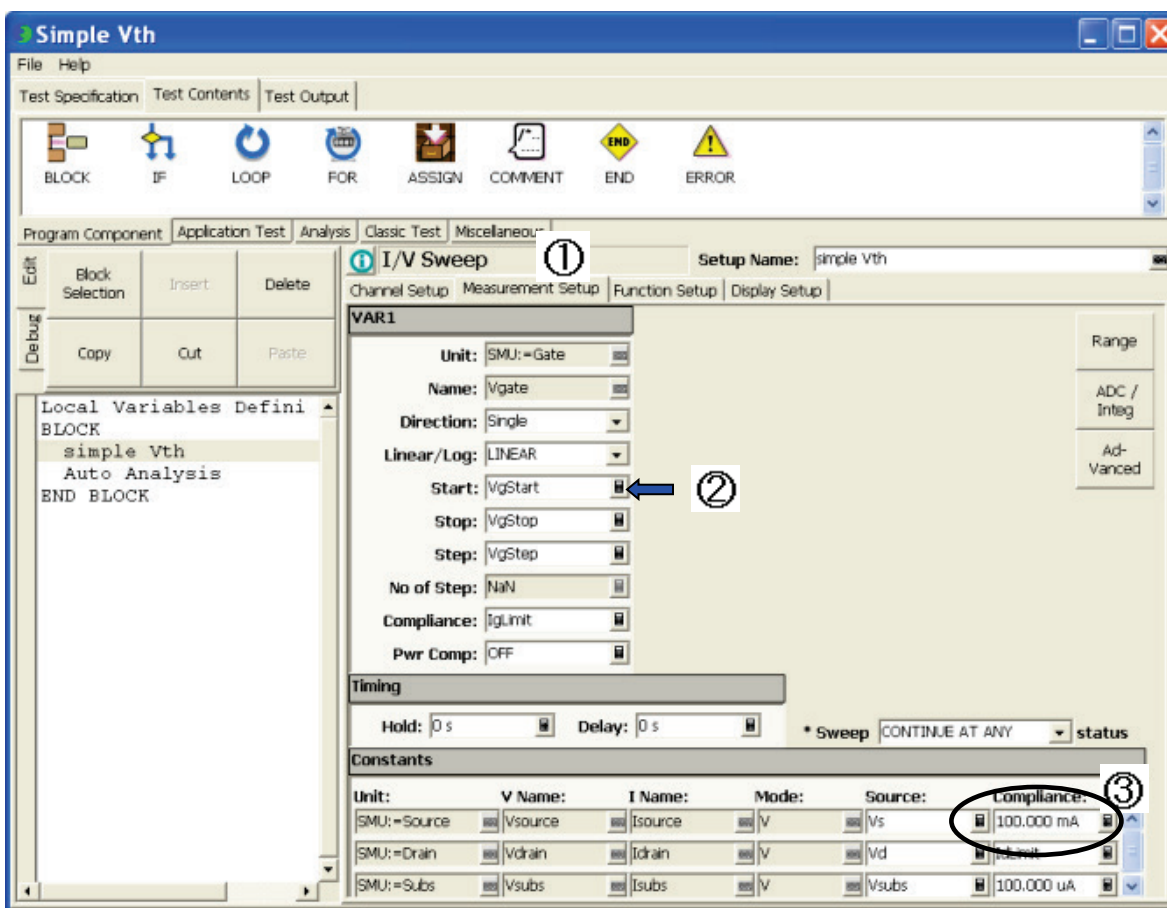 Simple Vth
File Help
Test Specification Test Contents Test Output
BLOCK IF LOOP FOR ASSIGN COMMENT END ERROR
END
Program Component Application Test Analysis Classic Test Miscellaneous
Edit
Debug
Block Selection Insert Delete
Copy Cut Paste
Local Variables Defini
BLOCK
simple Vth
Auto Analysis
END BLOCK
I/V Sweep ① Setup Name: simple Vth
Channel Setup Measurement Setup Function Setup Display Setup
VAR1
Unit: SMU:=Gate
Name: Vgate
Direction: Single
Linear/Log: LINEAR
Start: VgStart ②
Stop: VgStop
Step: VgStep
No of Step: NaN
Compliance: IgLimit
Pwr Comp: OFF
Range
ADC /
Integ
Ad-
Vanced
Timing
Hold: 0 s Delay: 0 s * Sweep CONTINUE AT ANY status
Constants
Unit: V Name: I Name: Mode: Source: Compliance: ③
SMU:=Source Vsource Isource V Vs 100.000 mA
SMU:=Drain Vdrain Idrain V Vd IdLimit
SMU:=Subs Vsubs Isubs V Vsubs 100.000 uA